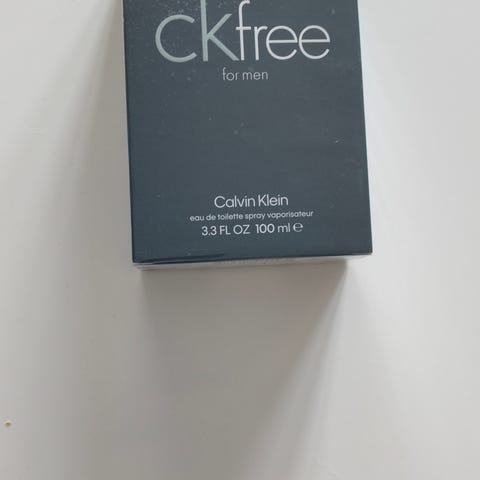 ckfree
for men
Calvin Klein
eau de toilette spray vaporisateur
3.3 FL OZ 100 ml ℮